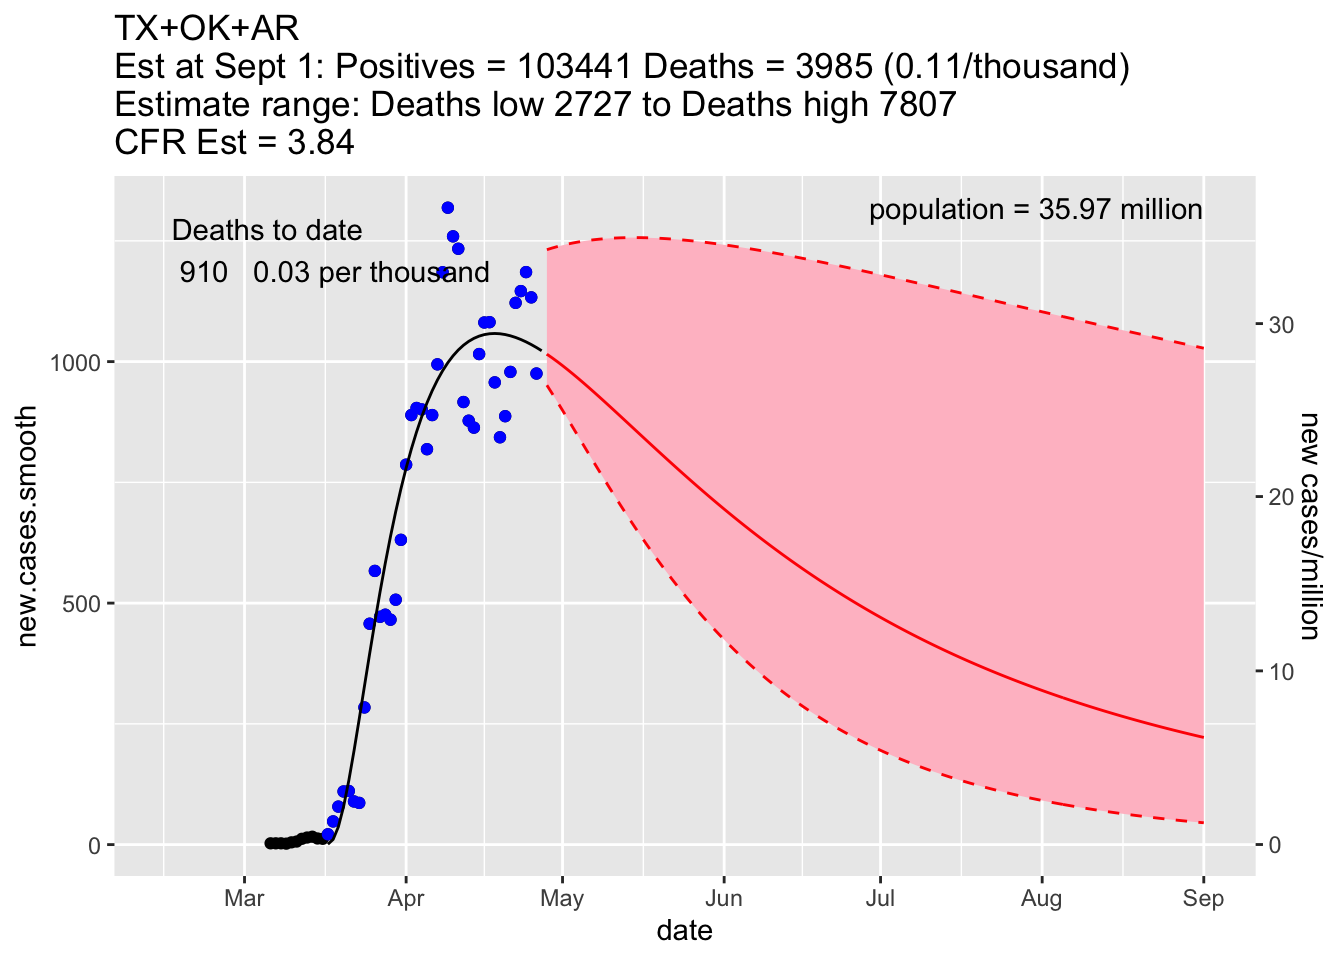 TX+OK+AR
Est at Sept 1: Positives = 103441 Deaths = 3985 (0.11/thousand)
Estimate range: Deaths low 2727 to Deaths high 7807
CFR Est = 3.84
Deaths to date
910 0.03 per thousand
population = 35.97 million
1000
500
0
new.cases.smooth
30
20
10
0
new cases/million
Mar Apr May Jun Jul Aug Sep
date